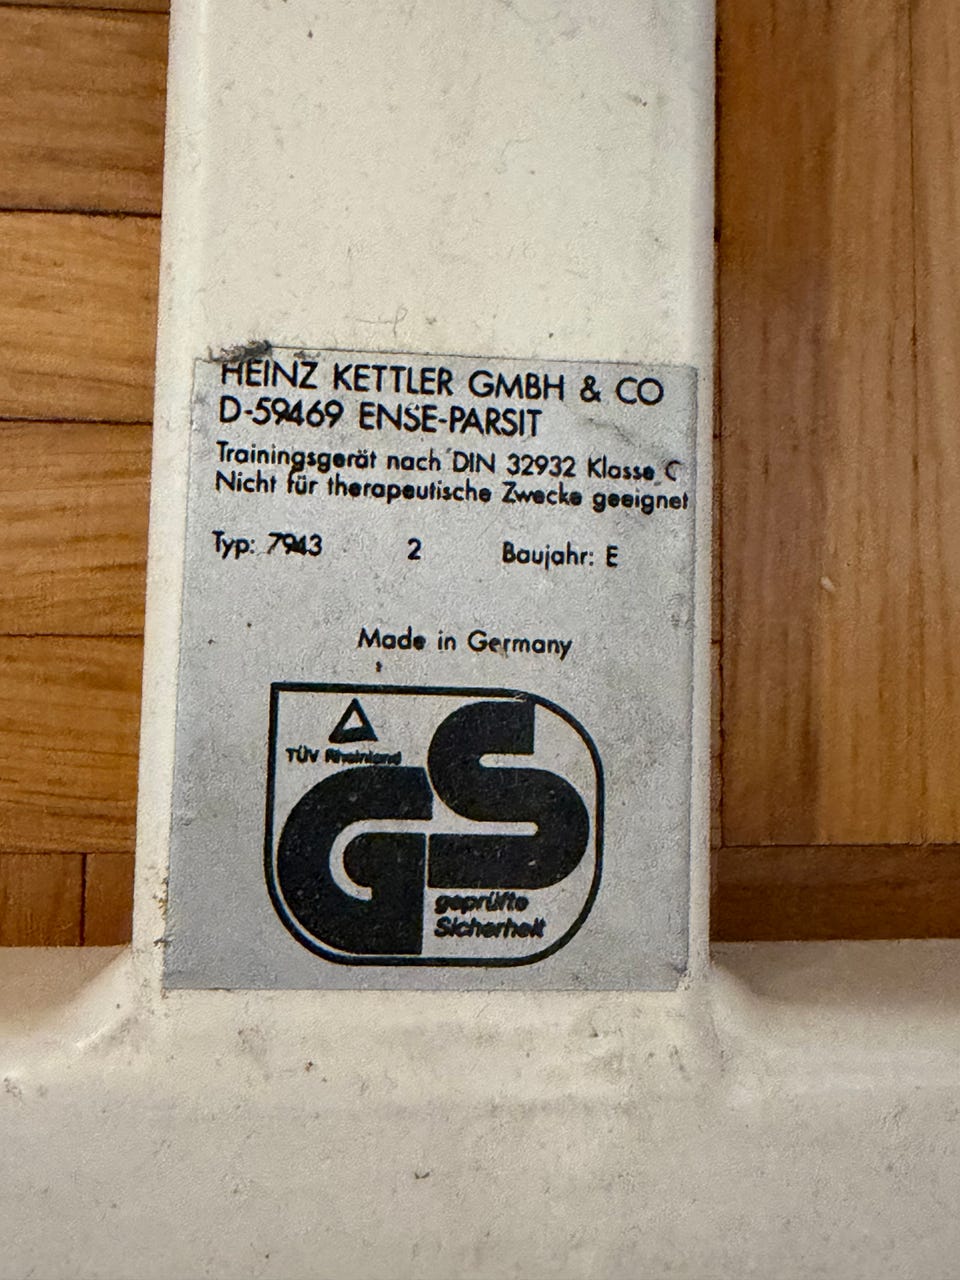 HEINZ KETTLER GMBH & CO
D-59469 ENSE-PARSIT
Trainingsgerät nach DIN 32932 Klasse C
Nicht für therapeutische Zwecke geeignet
Typ: 7943 2 Baujahr: E
Made in Germany
TÜV Rheinland
GS
geprüfte
Sicherheit